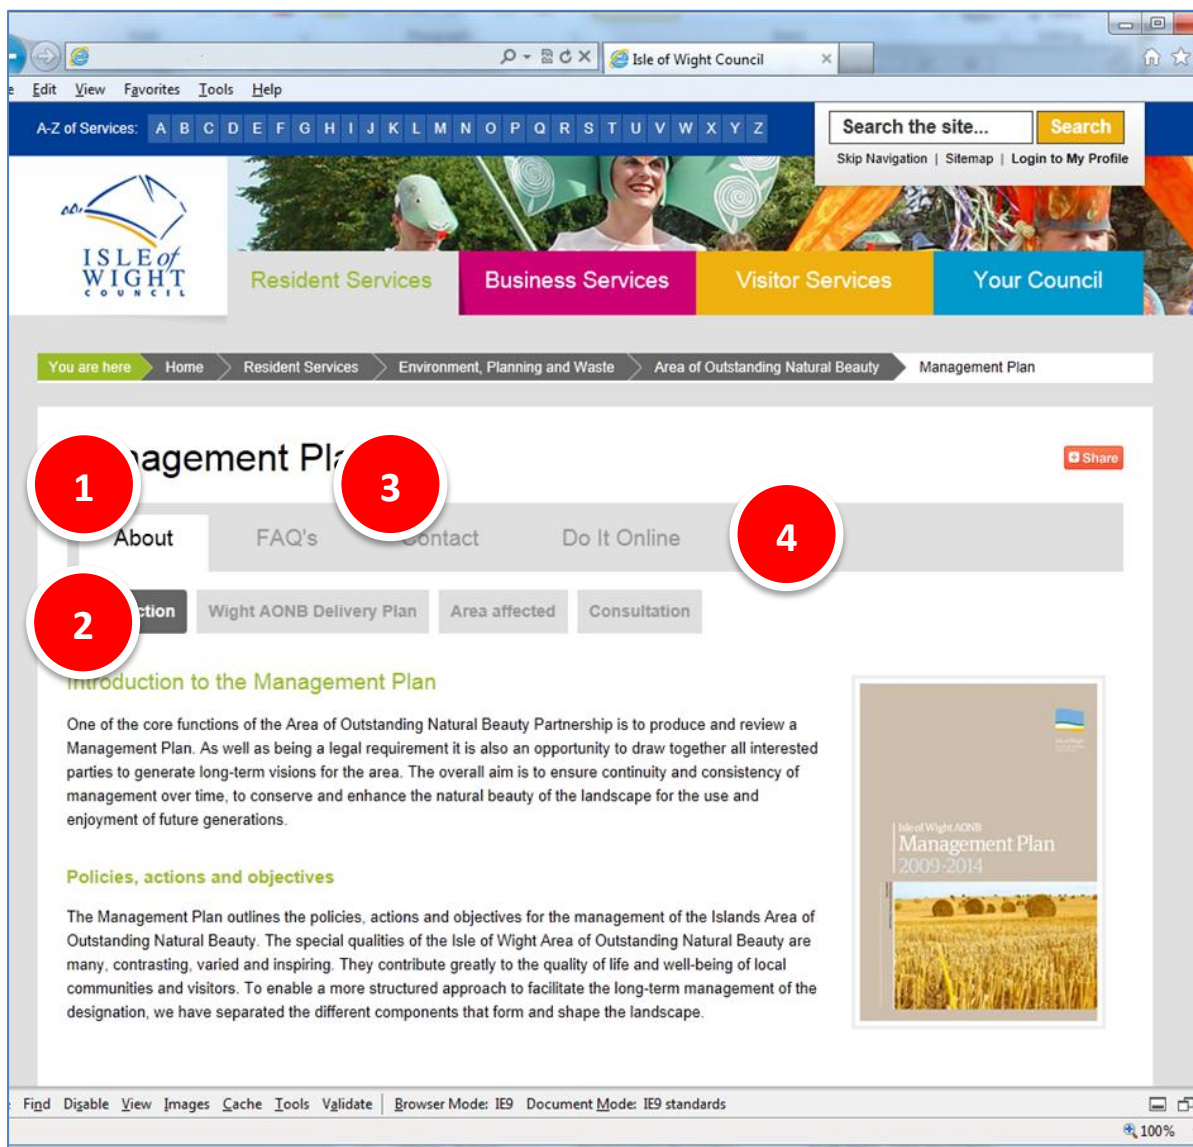 Isle of Wight Council
Edit View Favorites Tools Help
A-Z of Services: A B C D E F G H I J K L M N O P Q R S T U V W X Y Z
Search the site... Search
Skip Navigation | Sitemap | Login to My Profile
ISLE of
WIGHT
COUNCIL
Resident Services Business Services Visitor Services Your Council
You are here Home Resident Services Environment, Planning and Waste Area of Outstanding Natural Beauty Management Plan
agement Pla
Share
1
3
4
About FAQ's Contact Do It Online
2
ction Wight AONB Delivery Plan Area affected Consultation
Introduction to the Management Plan
One of the core functions of the Area of Outstanding Natural Beauty Partnership is to produce and review a
Management Plan. As well as being a legal requirement it is also an opportunity to draw together all interested
parties to generate long-term visions for the area. The overall aim is to ensure continuity and consistency of
management over time, to conserve and enhance the natural beauty of the landscape for the use and
enjoyment of future generations.
Policies, actions and objectives
The Management Plan outlines the policies, actions and objectives for the management of the Islands Area of
Outstanding Natural Beauty. The special qualities of the Isle of Wight Area of Outstanding Natural Beauty are
many, contrasting, varied and inspiring. They contribute greatly to the quality of life and well-being of local
communities and visitors. To enable a more structured approach to facilitate the long-term management of the
designation, we have separated the different components that form and shape the landscape.
Isle of Wight AONB
Management Plan
2009-2014
Find Disable View Images Cache Tools Validate | Browser Mode: IE9 Document Mode: IE9 standards
100%